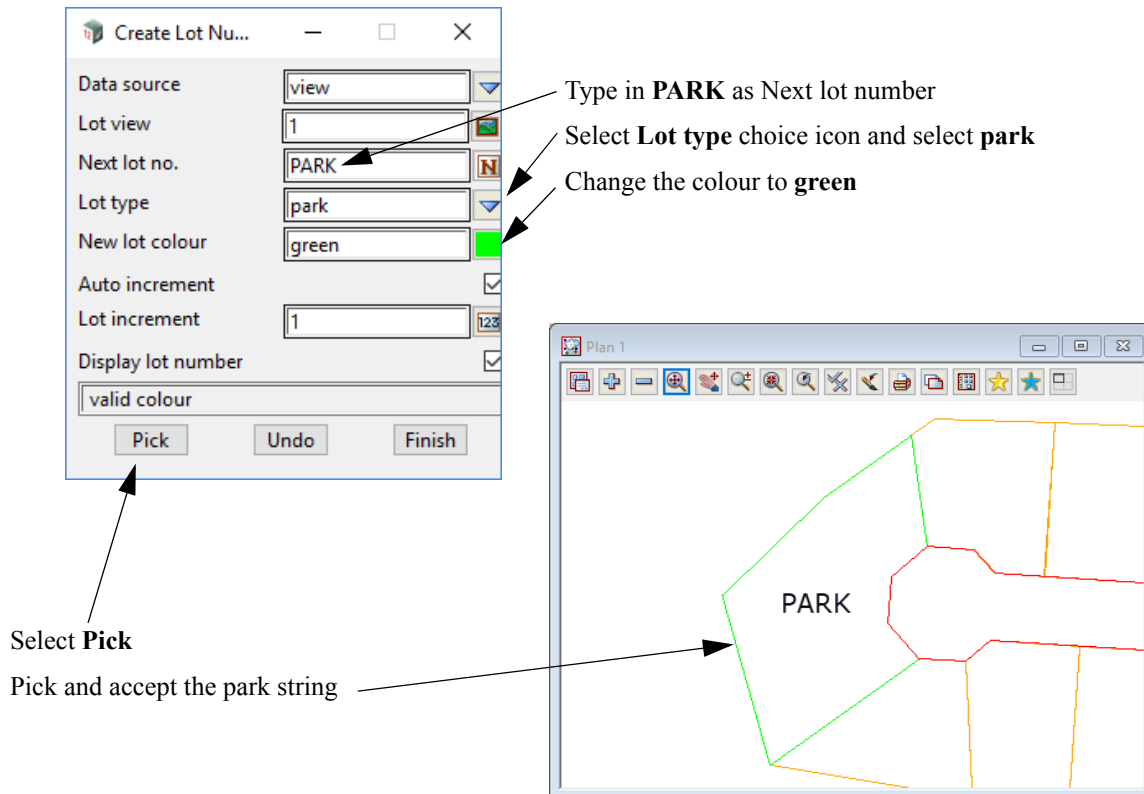 Create Lot Nu...
Data source
view
Lot view
1
Next lot no.
PARK
N
Lot type
park
New lot colour
green
Auto increment
Lot increment
1
123
Display lot number
valid colour
Pick Undo Finish
Type in PARK as Next lot number
Select Lot type choice icon and select park
Change the colour to green
Plan 1
PARK
Select Pick
Pick and accept the park string